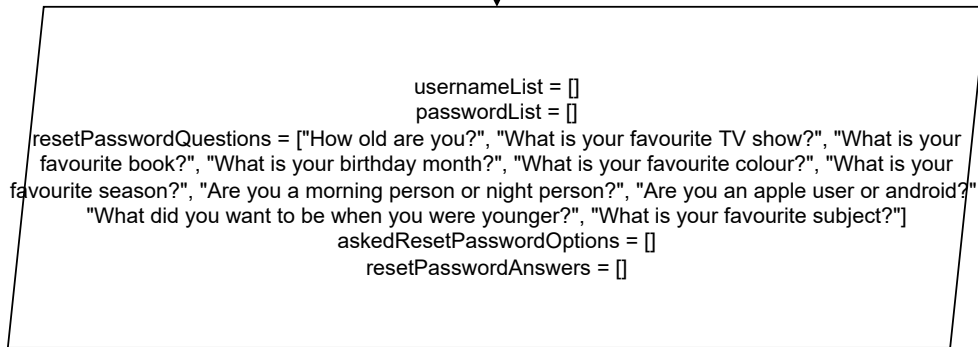 usernameList = []
passwordList = []
resetPasswordQuestions = ["How old are you?", "What is your favourite TV show?", "What is your
favourite book?", "What is your birthday month?", "What is your favourite colour?", "What is your
favourite season?", "Are you a morning person or night person?", "Are you an apple user or android?"
"What did you want to be when you were younger?", "What is your favourite subject?"]
askedResetPasswordOptions = []
resetPasswordAnswers = []